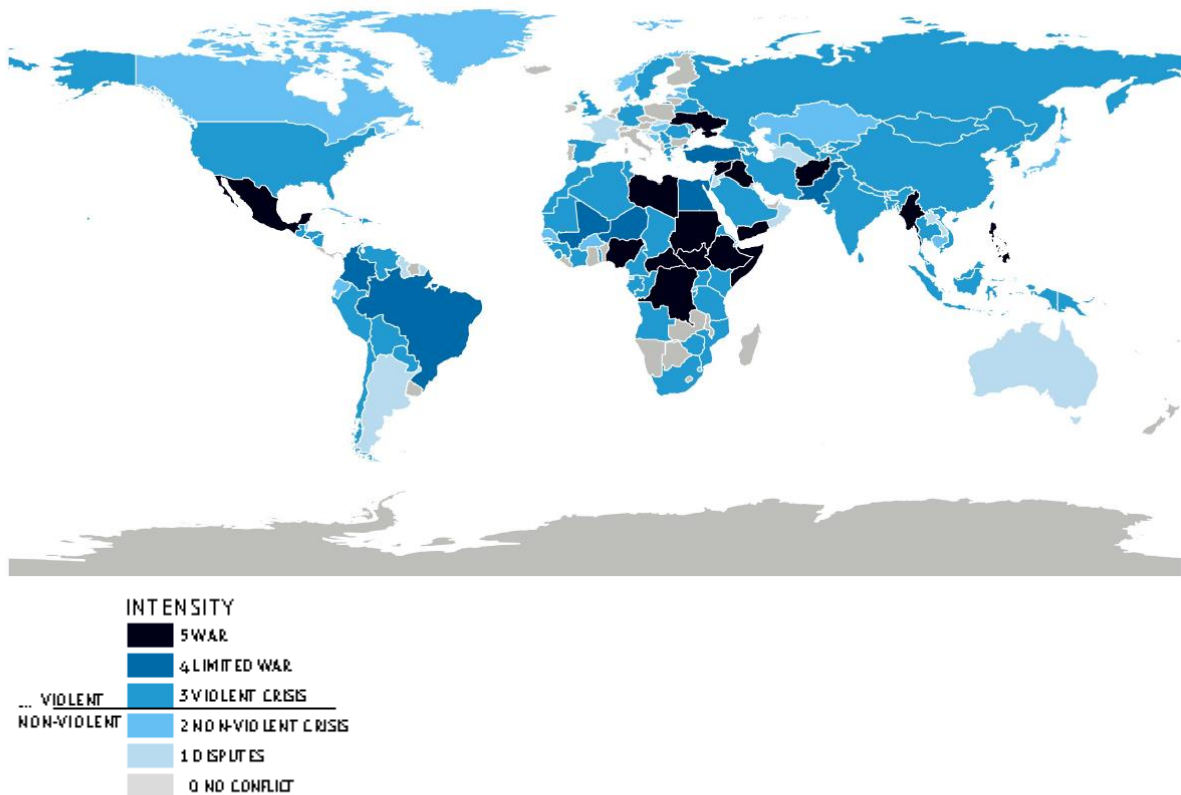 INTENSITY
5 WAR
4 LIMITED WAR
3 VIOLENT CRISIS
... VIOLENT
NON-VIOLENT
2 NON-VIOLENT CRISIS
1 DISPUTES
0 NO CONFLICT